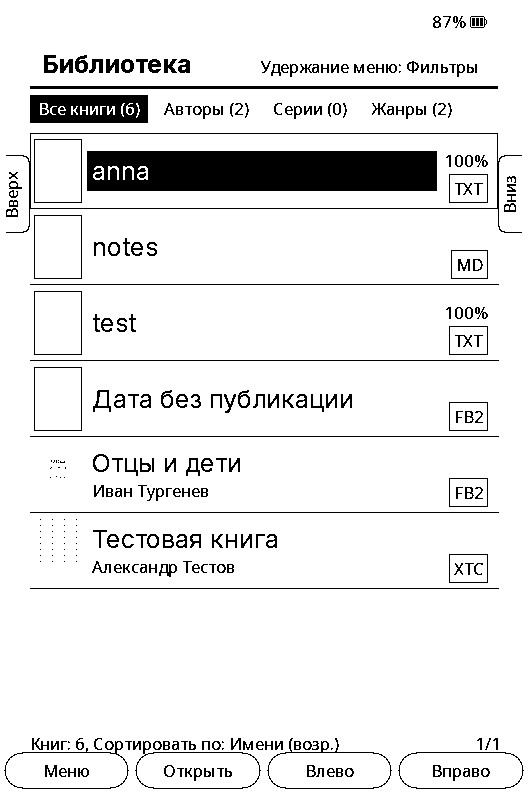 87%
Библиотека Удержание меню: Фильтры
Все книги (6) Авторы (2) Серии (0) Жанры (2)
Вверх
anna
100%
TXT
Вниз
notes
MD
test
100%
TXT
Дата без публикации
FB2
Отцы и дети
Иван Тургенев
FB2
Тестовая книга
Александр Тестов
XTC
Книг: 6, Сортировать по: Имени (возр.) 1/1
Меню Открыть Влево Вправо